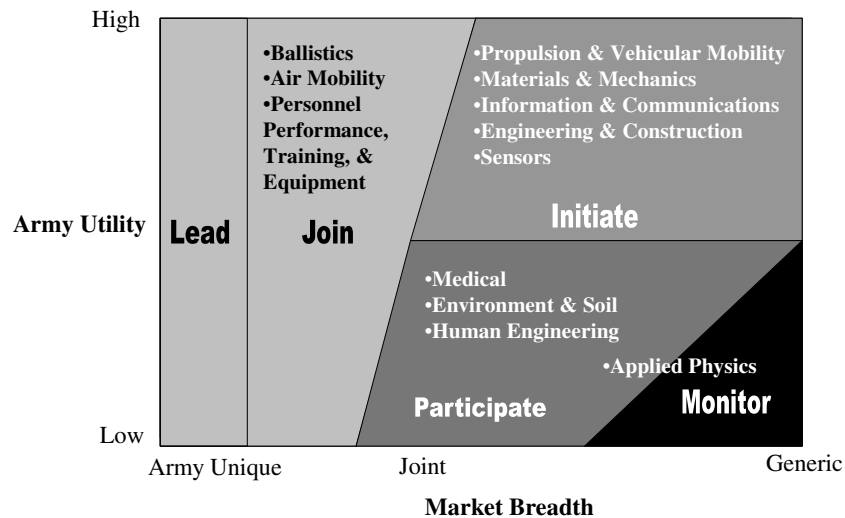 High
•Ballistics
•Air Mobility
•Personnel
Performance,
Training, &
Equipment
•Propulsion & Vehicular Mobility
•Materials & Mechanics
•Information & Communications
•Engineering & Construction
•Sensors
Army Utility
Lead
Join
Initiate
•Medical
•Environment & Soil
•Human Engineering
•Applied Physics
Participate
Monitor
Low
Army Unique
Joint
Generic
Market Breadth